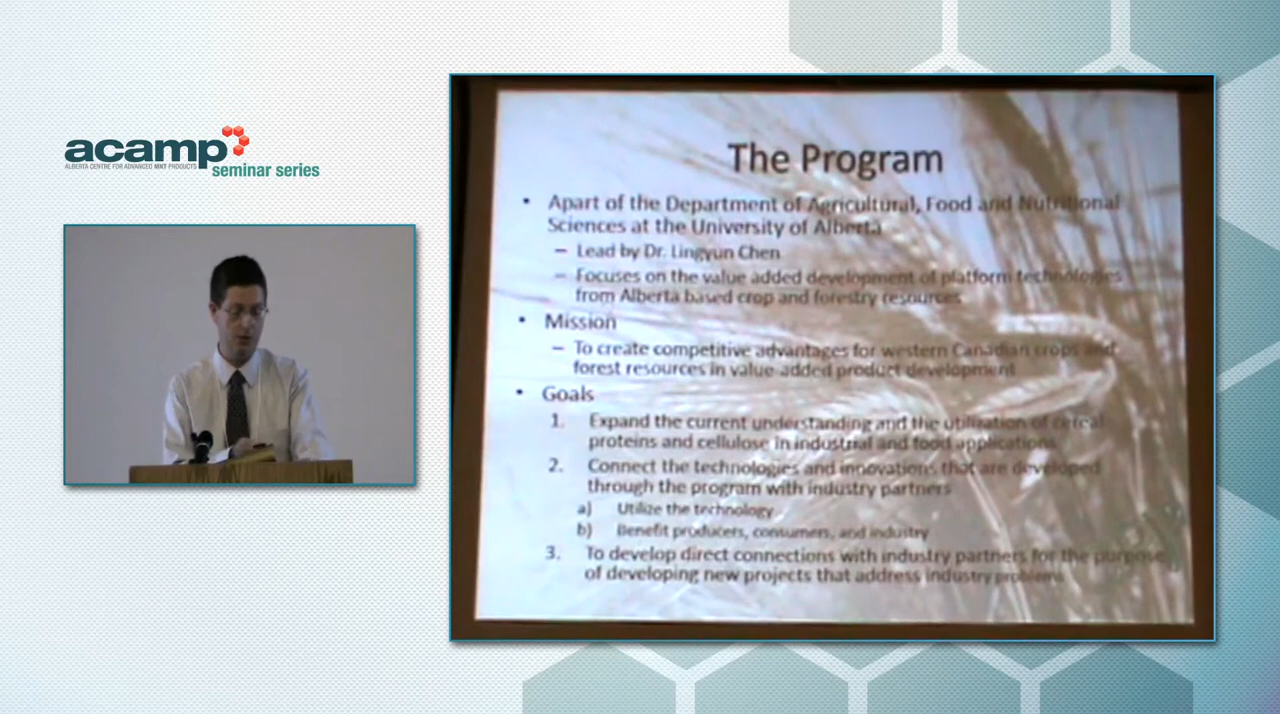 acamp
ALBERTA CENTRE FOR ADVANCED MNT PRODUCTS
seminar series
The Program
• Apart of the Department of Agricultural, Food and Nutritional
Sciences at the University of Alberta
– Lead by Dr. Lingyun Chen
– Focuses on the value added development of platform technologies
from Alberta based crop and forestry resources
• Mission
– To create competitive advantages for western Canadian crops and
forest resources in value-added product development
• Goals
1. Expand the current understanding and the utilization of cereal
proteins and cellulose in industrial and food applications
2. Connect the technologies and innovations that are developed
through the program with industry partners
a) Utilize the technology
b) Benefit producers, consumers, and industry
3. To develop direct connections with industry partners for the purpose
of developing new projects that address industry problems